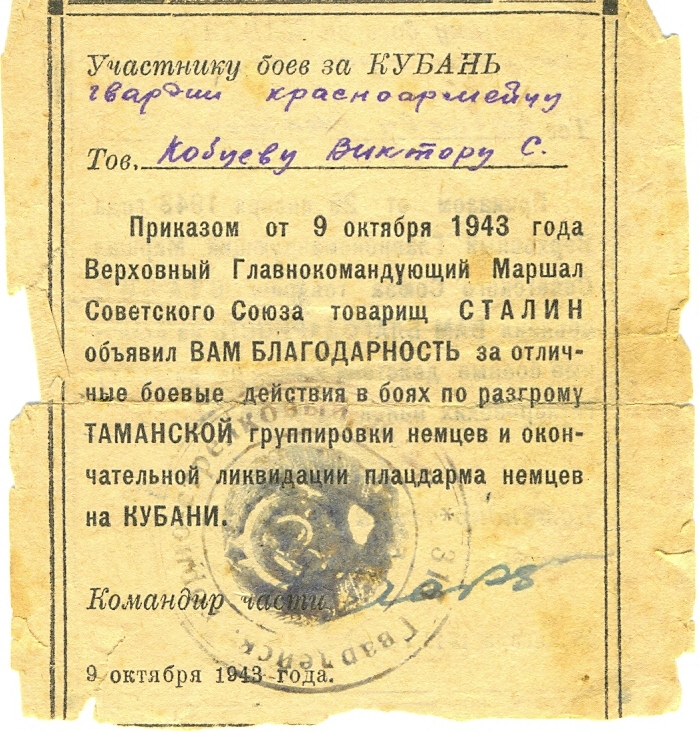 Участнику боев за КУБАНЬ
гвардии красноармейцу
Тов. Кобцеву Виктору С.
Приказом от 9 октября 1943 года
Верховный Главнокомандующий Маршал
Советского Союза товарищ СТАЛИН
объявил ВАМ БЛАГОДАРНОСТЬ за отлич-
ные боевые действия в боях по разгрому
ТАМАНСКОЙ группировки немцев и окон-
чательной ликвидации плацдарма немцев
на КУБАНИ.
Командир части
Гвардейск.
9 октября 1943 года.